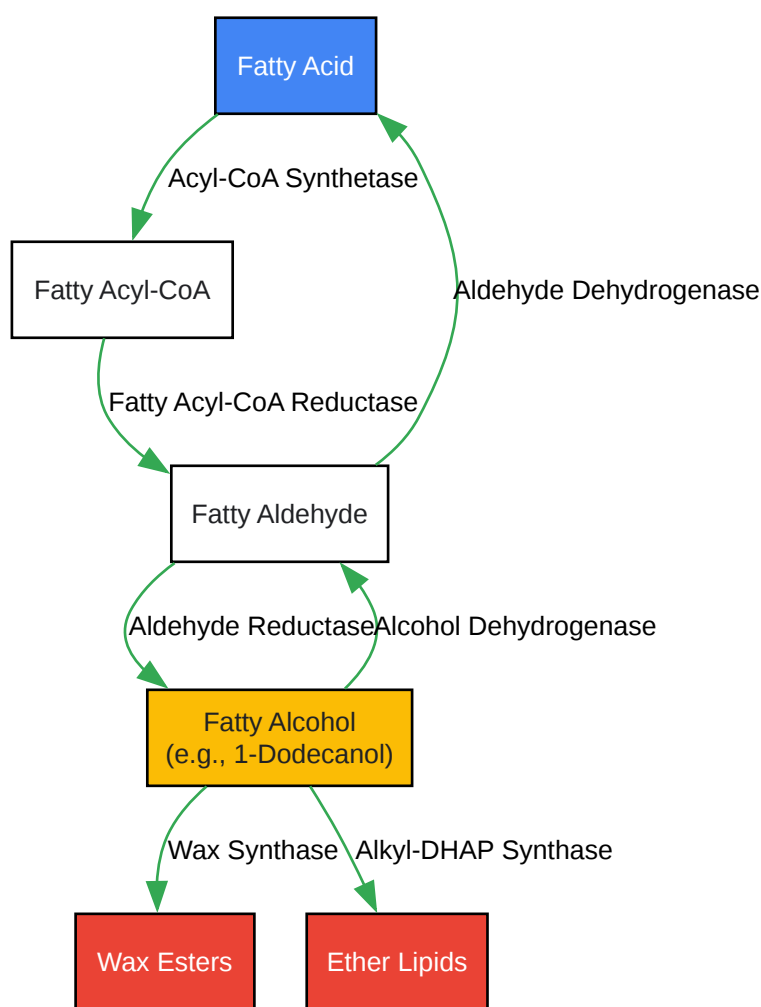 Fatty Acid
Acyl-CoA Synthetase
Fatty Acyl-CoA
Aldehyde Dehydrogenase
Fatty Acyl-CoA Reductase
Fatty Aldehyde
Aldehyde Reductase
Alcohol Dehydrogenase
Fatty Alcohol
(e.g., 1-Dodecanol)
Wax Synthase
Alkyl-DHAP Synthase
Wax Esters
Ether Lipids